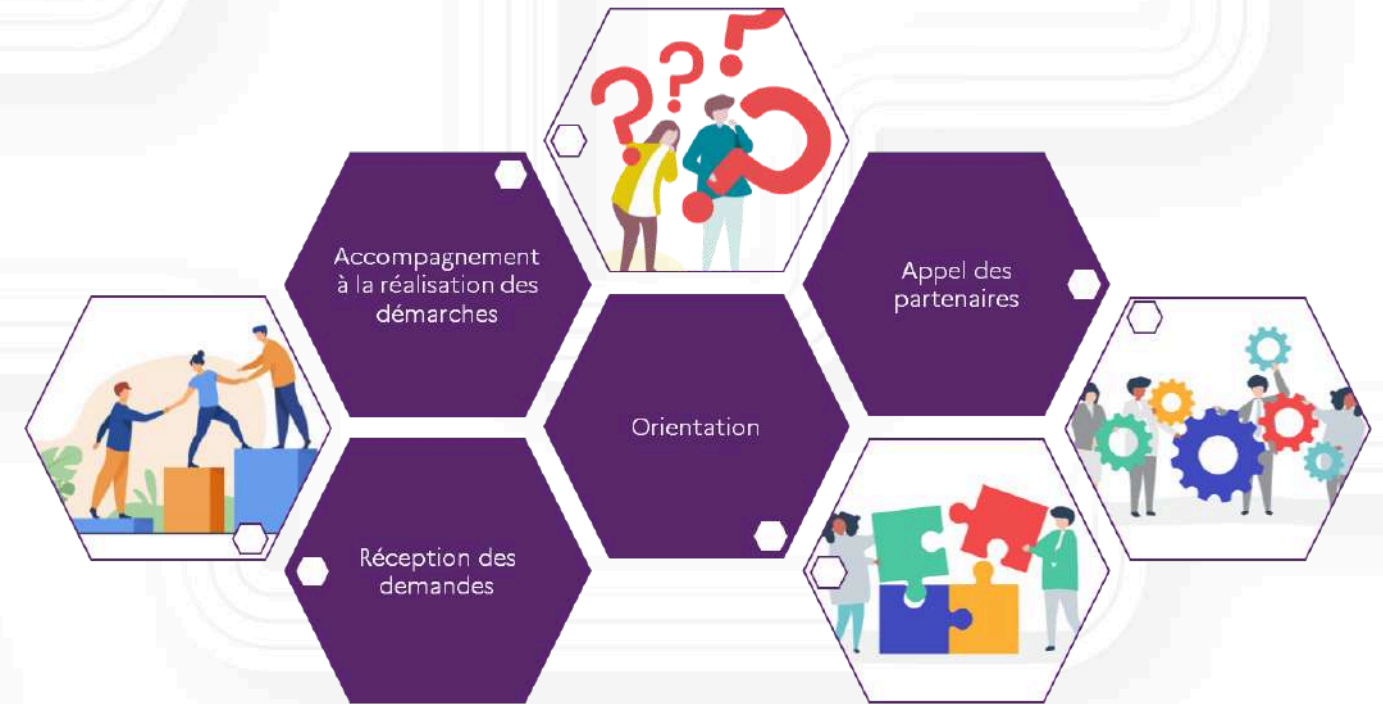 Accompagnement
à la réalisation des
démarches
Appel des
partenaires
Orientation
Réception des
demandes